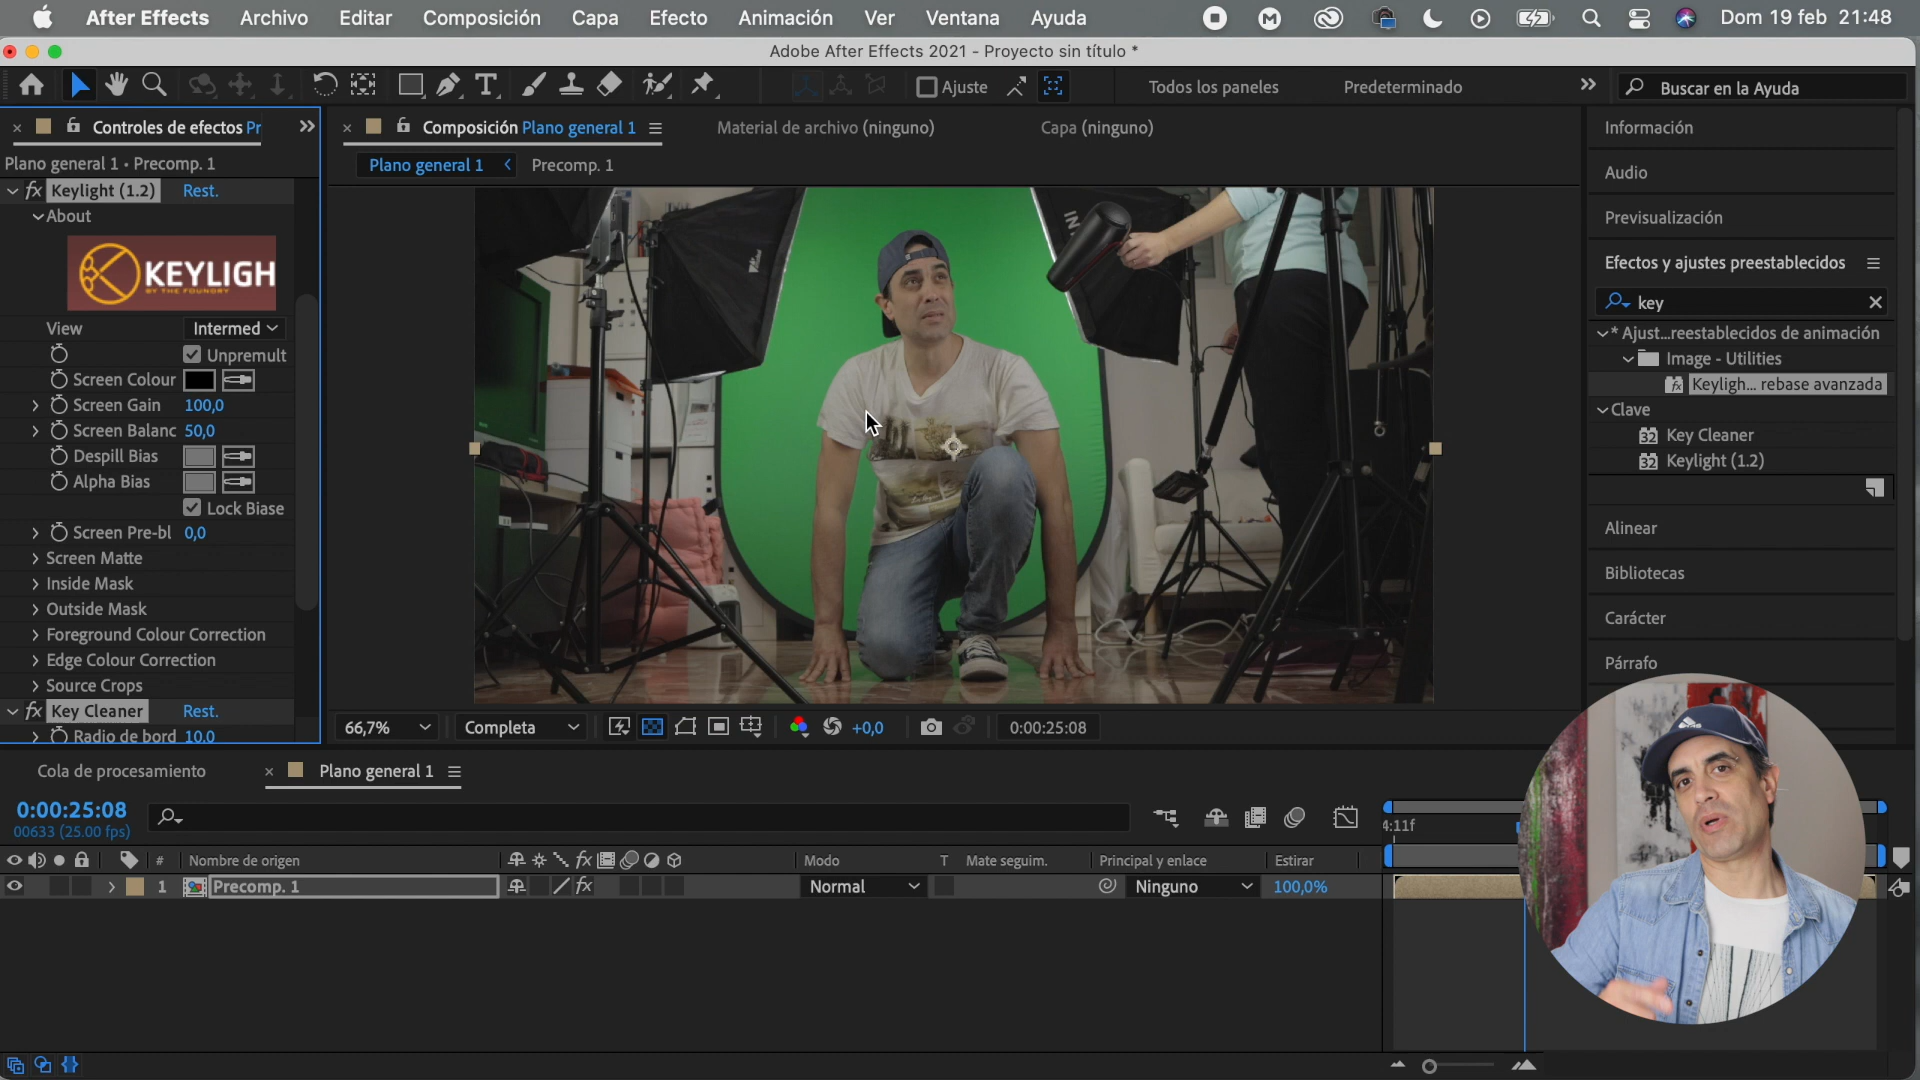 After Effects Archivo Editar Composición Capa Efecto Animación Ver Ventana Ayuda Dom 19 feb 21:48
Adobe After Effects 2021 - Proyecto sin título *
Ajuste Todos los paneles Predeterminado Buscar en la Ayuda
Controles de efectos Pr
Composición Plano general 1 Material de archivo (ninguno) Capa (ninguno)
Plano general 1 • Precomp. 1
Plano general 1 Precomp. 1
Keylight (1.2) Rest.
About
KEYLIGH
BY THE FOUNDRY
View Intermed
Unpremult
Screen Colour
Screen Gain 100,0
Screen Balanc 50,0
Despill Bias
Alpha Bias
Lock Biase
Screen Pre-bl 0,0
Screen Matte
Inside Mask
Outside Mask
Foreground Colour Correction
Edge Colour Correction
Source Crops
Key Cleaner Rest.
Radio de bord 10,0
66,7% Completa +0,0 0:00:25:08
Información
Audio
Previsualización
Efectos y ajustes preestablecidos
key
* Ajust...reestablecidos de animación
Image - Utilities
Keyligh... rebase avanzada
Clave
32 Key Cleaner
32 Keylight (1.2)
Alinear
Bibliotecas
Carácter
Párrafo
Cola de procesamiento Plano general 1
0:00:25:08
00633 (25.00 fps)
4:11f
# Nombre de origen Modo T Mate seguim. Principal y enlace Estirar
1 Precomp. 1 Normal Ninguno 100,0%